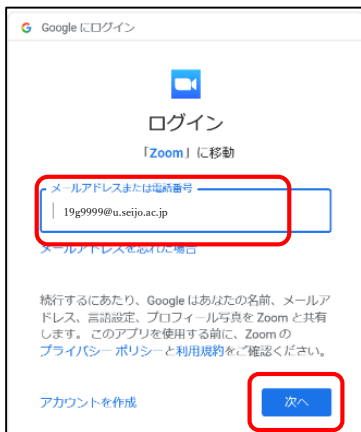 G Google にログイン
ログイン
「Zoom」に移動
メールアドレスまたは電話番号
19g9999@u.seijo.ac.jp
メールアドレスを忘れた場合
続行するにあたり、Google はあなたの名前、メールア
ドレス、言語設定、プロフィール写真を Zoom と共有
します。 このアプリを使用する前に、Zoom の
プライバシー ポリシーと利用規約をご確認ください。
アカウントを作成
次へ